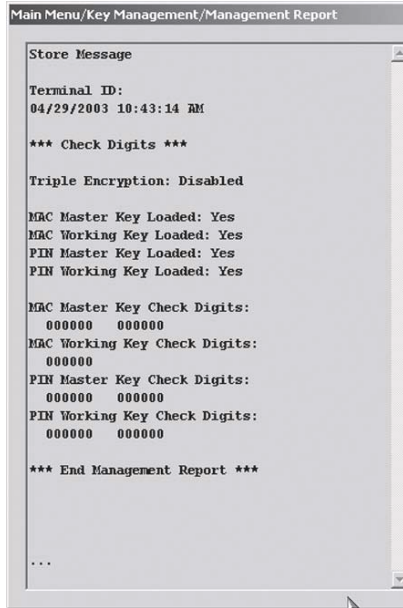 Main Menu/Key Management/Management Report
Store Message
Terminal ID:
04/29/2003 10:43:14 AM
*** Check Digits ***
Triple Encryption: Disabled
MAC Master Key Loaded: Yes
MAC Working Key Loaded: Yes
PIN Master Key Loaded: Yes
PIN Working Key Loaded: Yes
MAC Master Key Check Digits:
000000 000000
MAC Working Key Check Digits:
000000
PIN Master Key Check Digits:
000000 000000
PIN Working Key Check Digits:
000000 000000
*** End Management Report ***
...